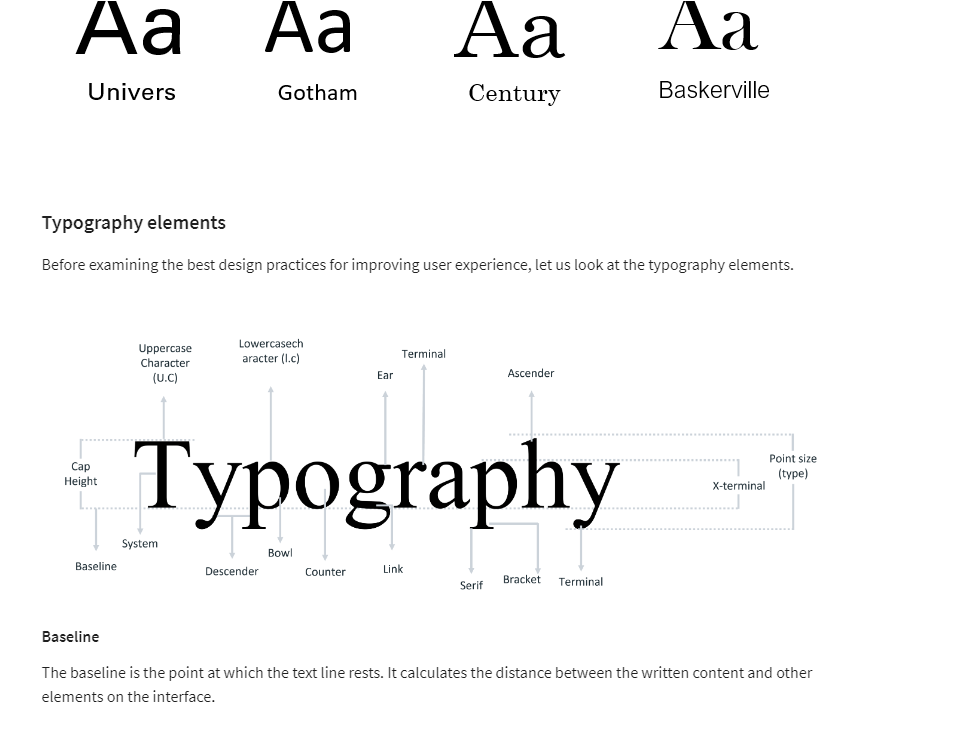 Aa Aa Aa Aa
Univers Gotham Century Baskerville
Typography elements
Before examining the best design practices for improving user experience, let us look at the typography elements.
Uppercase
Character
(U.C)
Lowercasech
aracter (l.c)
Ear
Terminal
Ascender
Cap
Height
Typography
Point size
(type)
X-terminal
Baseline
System
Descender
Bowl
Counter
Link
Serif
Bracket
Terminal
Baseline
The baseline is the point at which the text line rests. It calculates the distance between the written content and other
elements on the interface.